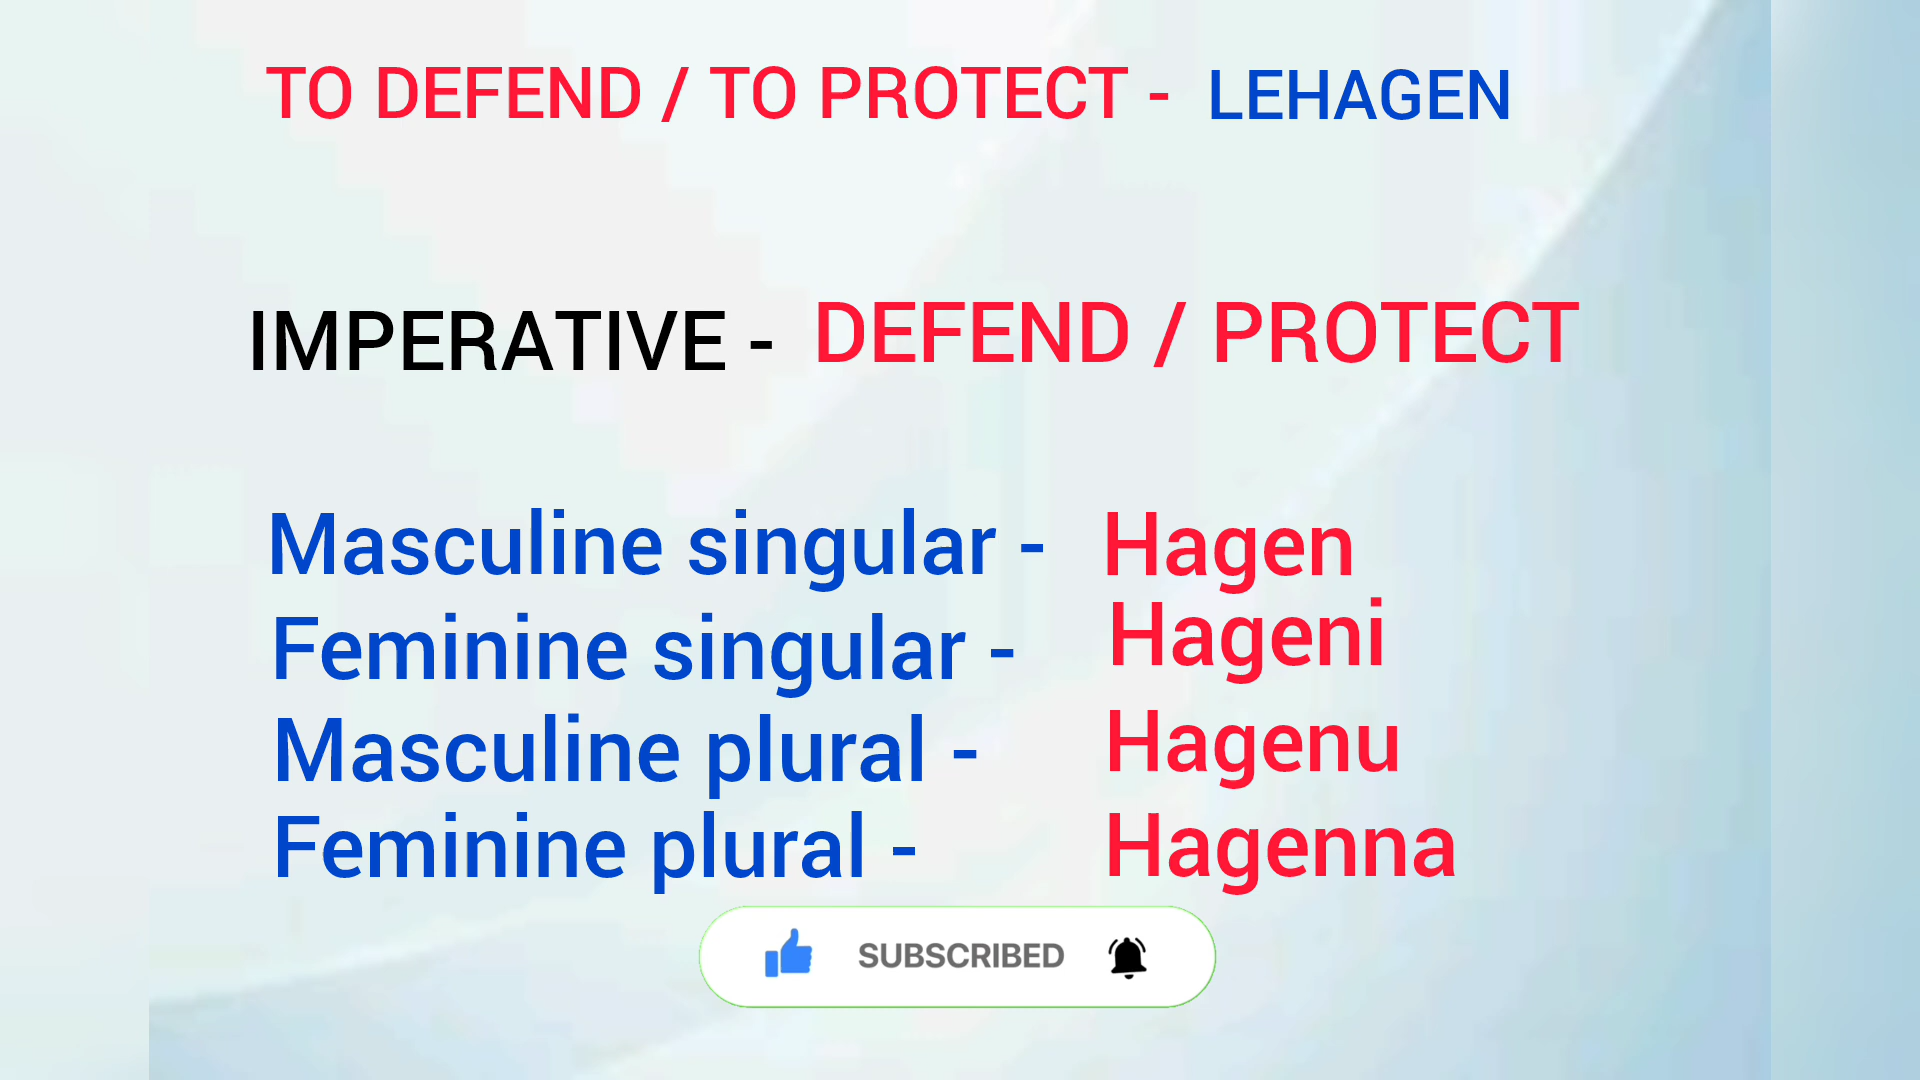 TO DEFEND / TO PROTECT - LEHAGEN
IMPERATIVE - DEFEND / PROTECT
Masculine singular - Hagen
Feminine singular - Hageni
Masculine plural - Hagenu
Feminine plural - Hagenna
SUBSCRIBED